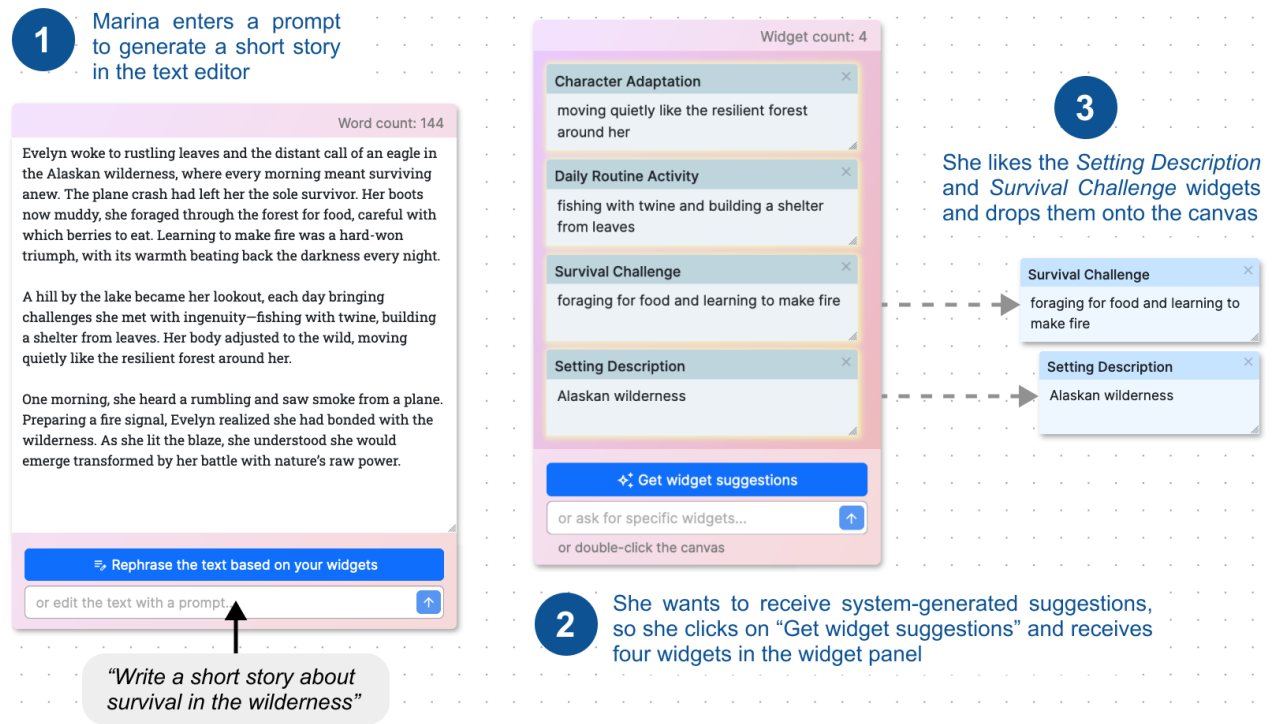 1
Marina enters a prompt
to generate a short story
in the text editor
Word count: 144
Evelyn woke to rustling leaves and the distant call of an eagle in
the Alaskan wilderness, where every morning meant surviving
anew. The plane crash had left her the sole survivor. Her boots
now muddy, she foraged through the forest for food, careful with
which berries to eat. Learning to make fire was a hard-won
triumph, with its warmth beating back the darkness every night.
A hill by the lake became her lookout, each day bringing
challenges she met with ingenuity—fishing with twine, building
a shelter from leaves. Her body adjusted to the wild, moving
quietly like the resilient forest around her.
One morning, she heard a rumbling and saw smoke from a plane.
Preparing a fire signal, Evelyn realized she had bonded with the
wilderness. As she lit the blaze, she understood she would
emerge transformed by her battle with nature's raw power.
Rephrase the text based on your widgets
or edit the text with a prompt...
“Write a short story about
survival in the wilderness”
Widget count: 4
Character Adaptation
moving quietly like the resilient forest
around her
Daily Routine Activity
fishing with twine and building a shelter
from leaves
Survival Challenge
foraging for food and learning to make fire
Setting Description
Alaskan wilderness
Get widget suggestions
or ask for specific widgets...
or double-click the canvas
2
She wants to receive system-generated suggestions,
so she clicks on “Get widget suggestions” and receives
four widgets in the widget panel
3
She likes the Setting Description
and Survival Challenge widgets
and drops them onto the canvas
Survival Challenge
foraging for food and learning to
make fire
Setting Description
Alaskan wilderness